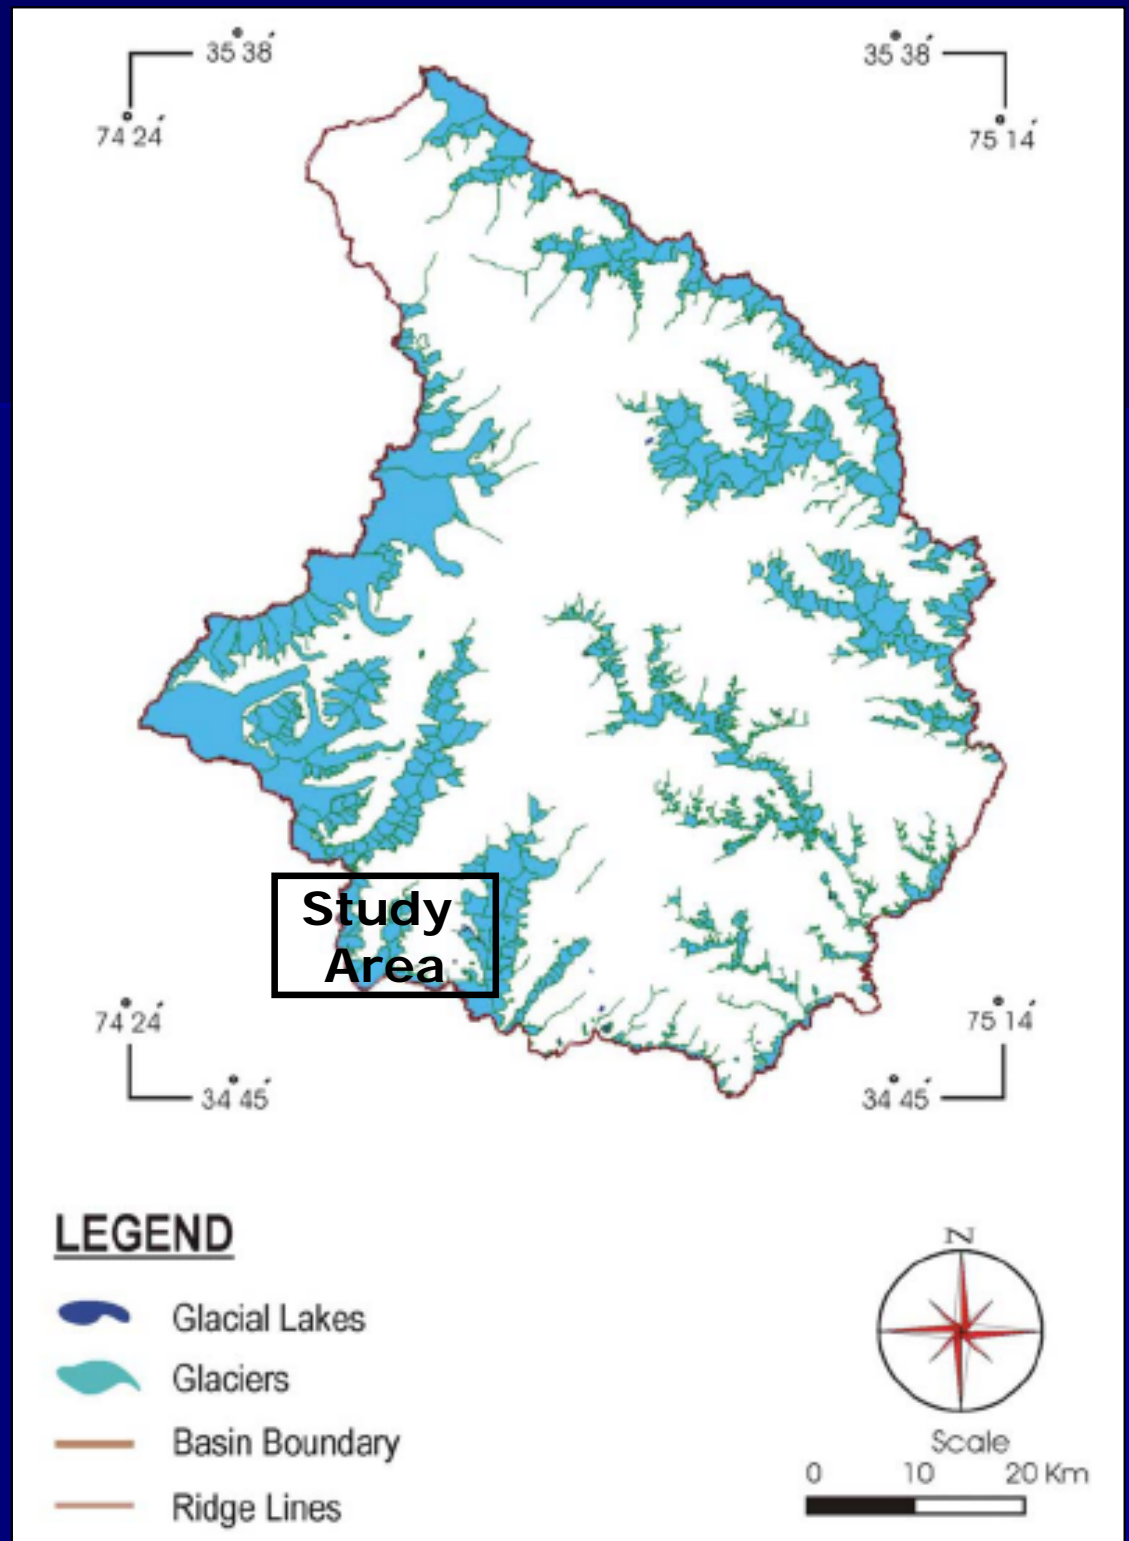 35°38′ 35°38′
74°24′ 75°14′
Study
Area
74°24′ 75°14′
34°45′ 34°45′
LEGEND
Glacial Lakes
Glaciers
Basin Boundary
Ridge Lines
N
Scale
0 10 20 Km